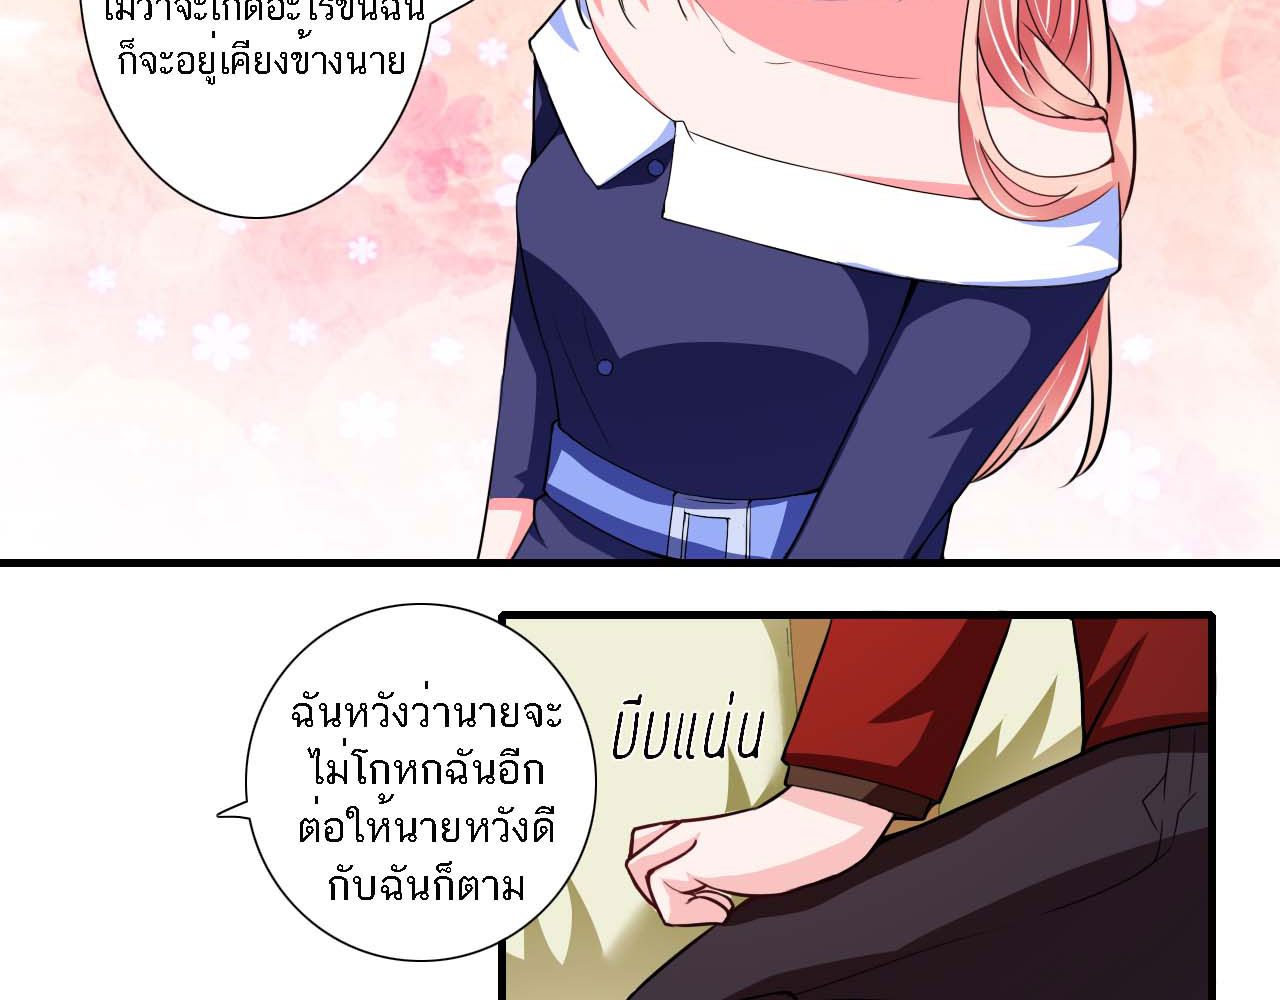 ไม่ว่าจะเกิดอะไรขึ้นฉัน
ก็จะอยู่เคียงข้างนาย
ฉันหวังว่านายจะ
ไม่โกหกฉันอีก
ต่อให้นายหวังดี
กับฉันก็ตาม
บีบแน่น